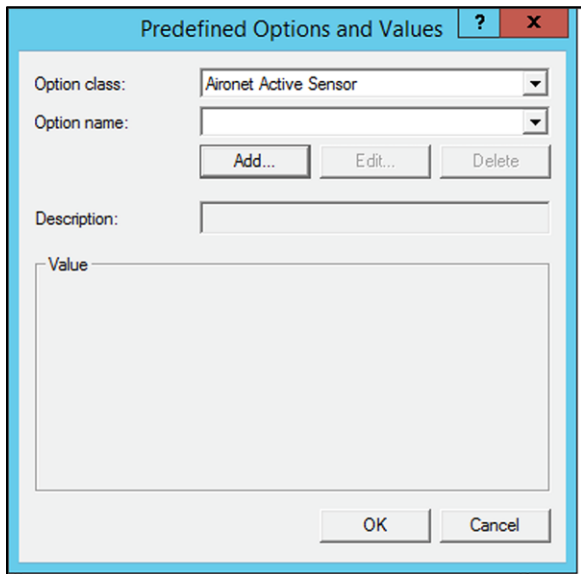 Predefined Options and Values ? x
Option class: Aironet Active Sensor
Option name:
Add... Edit... Delete
Description:
Value
OK Cancel